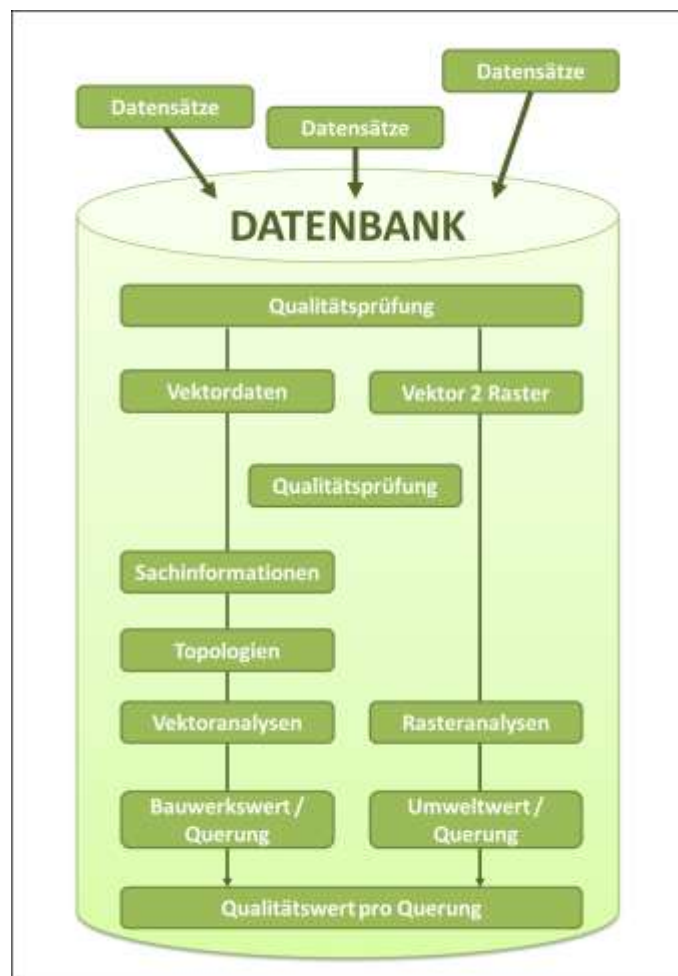 Datensätze
Datensätze
Datensätze
DATENBANK
Qualitätsprüfung
Vektordaten
Vektor 2 Raster
Qualitätsprüfung
Sachinformationen
Topologien
Vektoranalysen
Rasteranalysen
Bauwerkswert /
Querung
Umweltwert /
Querung
Qualitätswert pro Querung